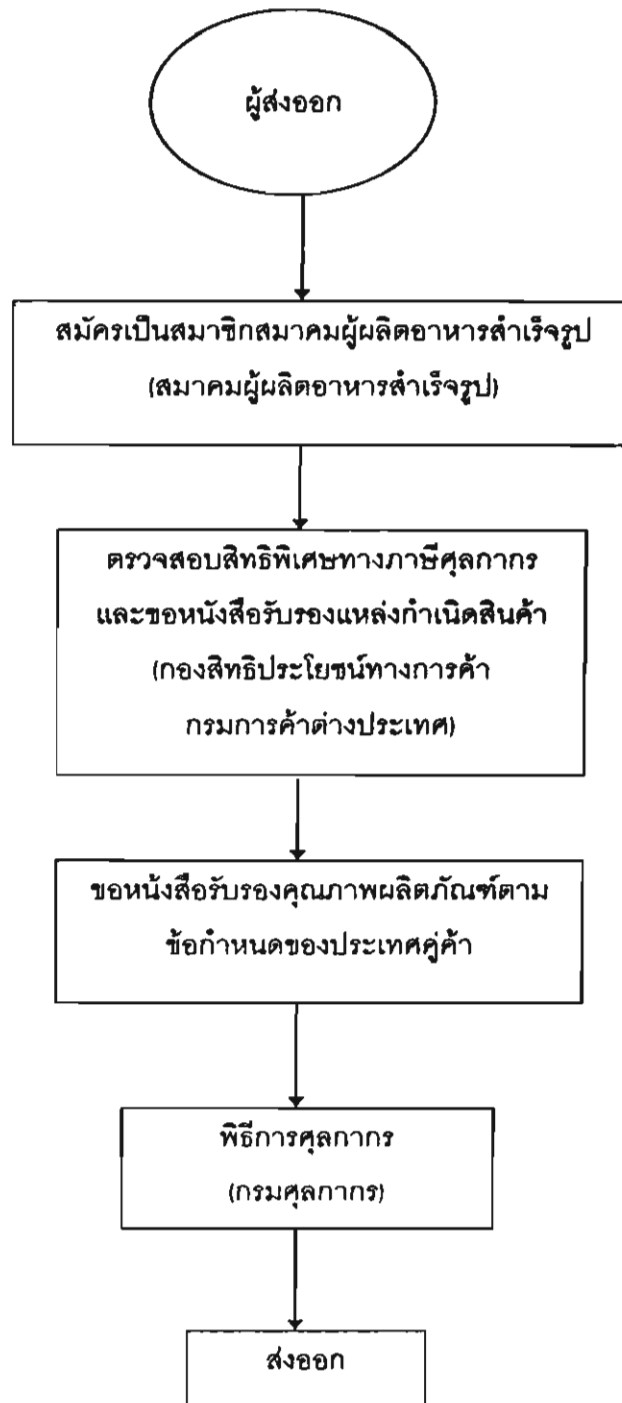 ผู้ส่งออก
สมัครเป็นสมาชิกสมาคมผู้ผลิตอาหารสำเร็จรูป
(สมาคมผู้ผลิตอาหารสำเร็จรูป)
ตรวจสอบสิทธิพิเศษทางภาษีศุลกากร
และขอหนังสือรับรองแหล่งกำเนิดสินค้า
(กองสิทธิประโยชน์ทางการค้า
กรมการค้าต่างประเทศ)
ขอหนังสือรับรองคุณภาพผลิตภัณฑ์ตาม
ข้อกำหนดของประเทศคู่ค้า
พิธีการศุลกากร
(กรมศุลกากร)
ส่งออก